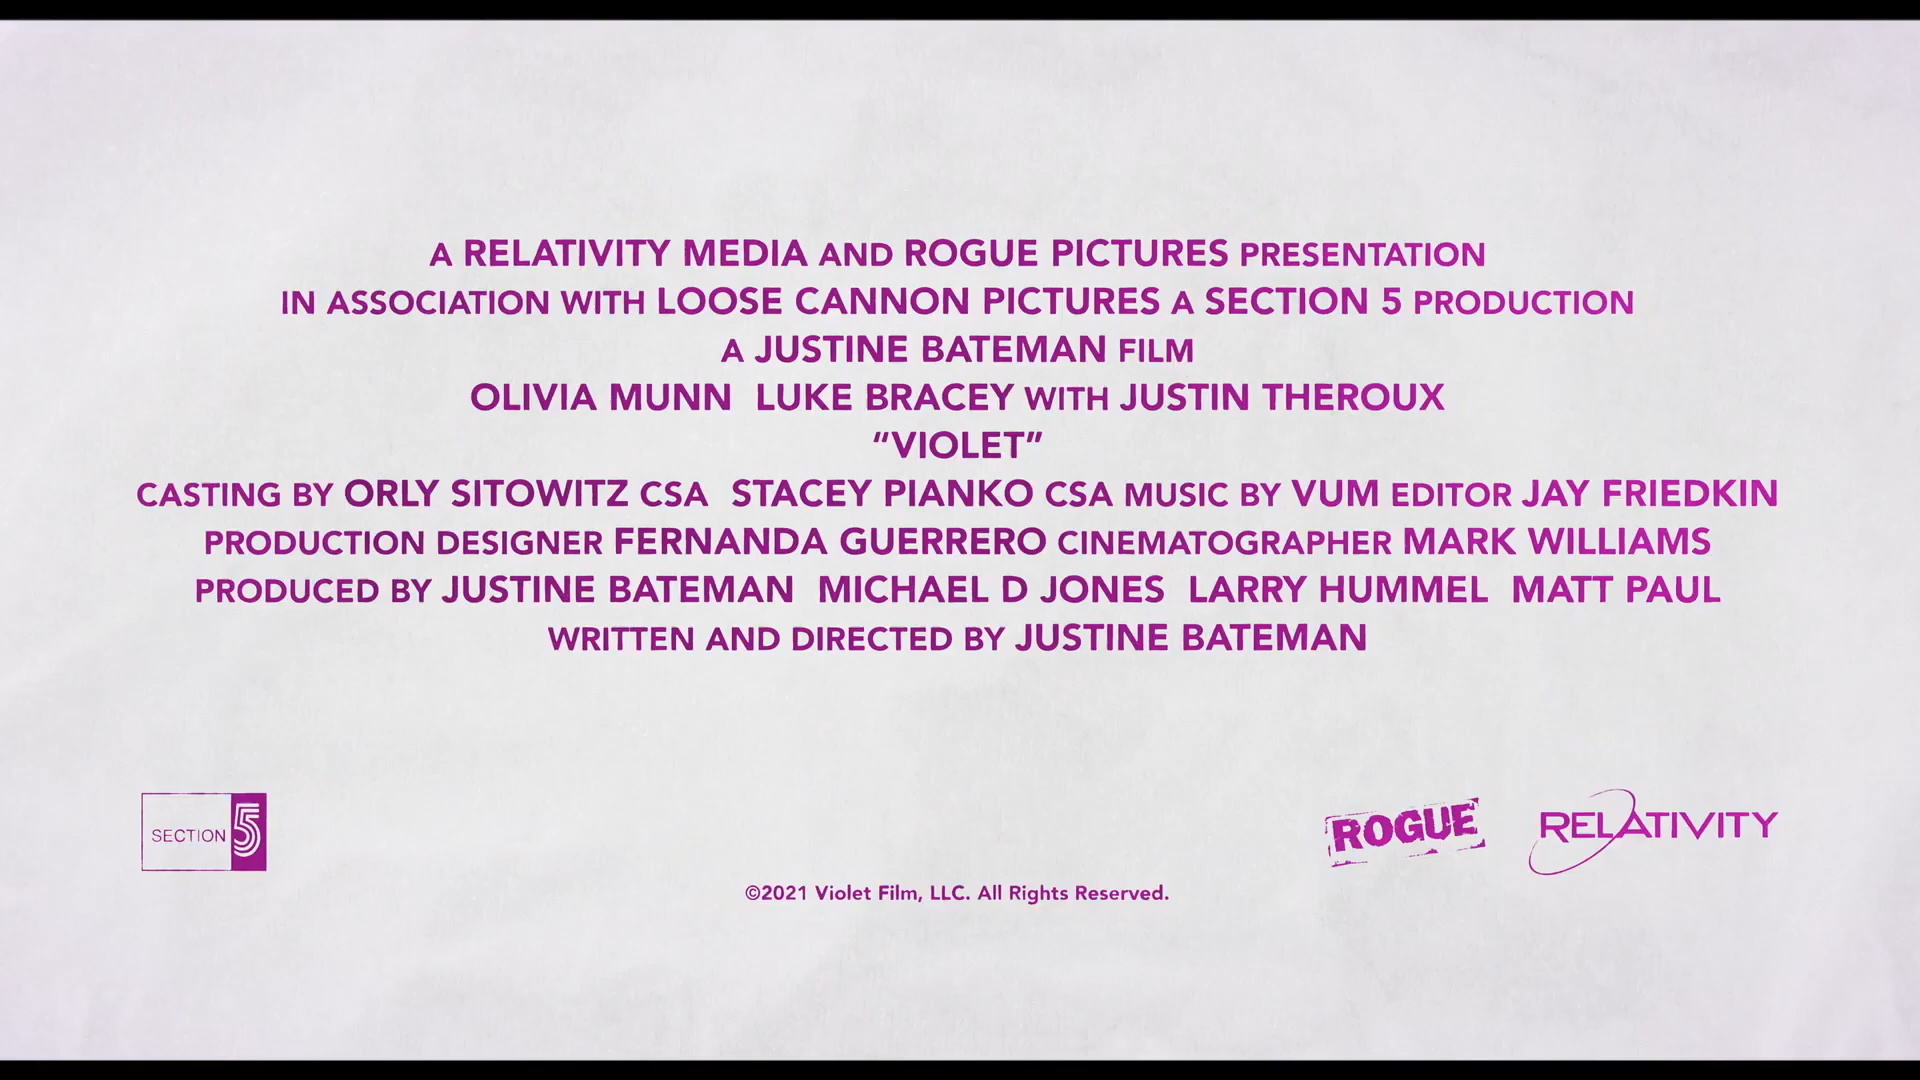 A RELATIVITY MEDIA AND ROGUE PICTURES PRESENTATION
IN ASSOCIATION WITH LOOSE CANNON PICTURES A SECTION 5 PRODUCTION
A JUSTINE BATEMAN FILM
OLIVIA MUNN LUKE BRACEY WITH JUSTIN THEROUX
“VIOLET”
CASTING BY ORLY SITOWITZ CSA STACEY PIANKO CSA MUSIC BY VUM EDITOR JAY FRIEDKIN
PRODUCTION DESIGNER FERNANDA GUERRERO CINEMATOGRAPHER MARK WILLIAMS
PRODUCED BY JUSTINE BATEMAN MICHAEL D JONES LARRY HUMMEL MATT PAUL
WRITTEN AND DIRECTED BY JUSTINE BATEMAN
SECTION 5
ROGUE
RELATIVITY
©2021 Violet Film, LLC. All Rights Reserved.